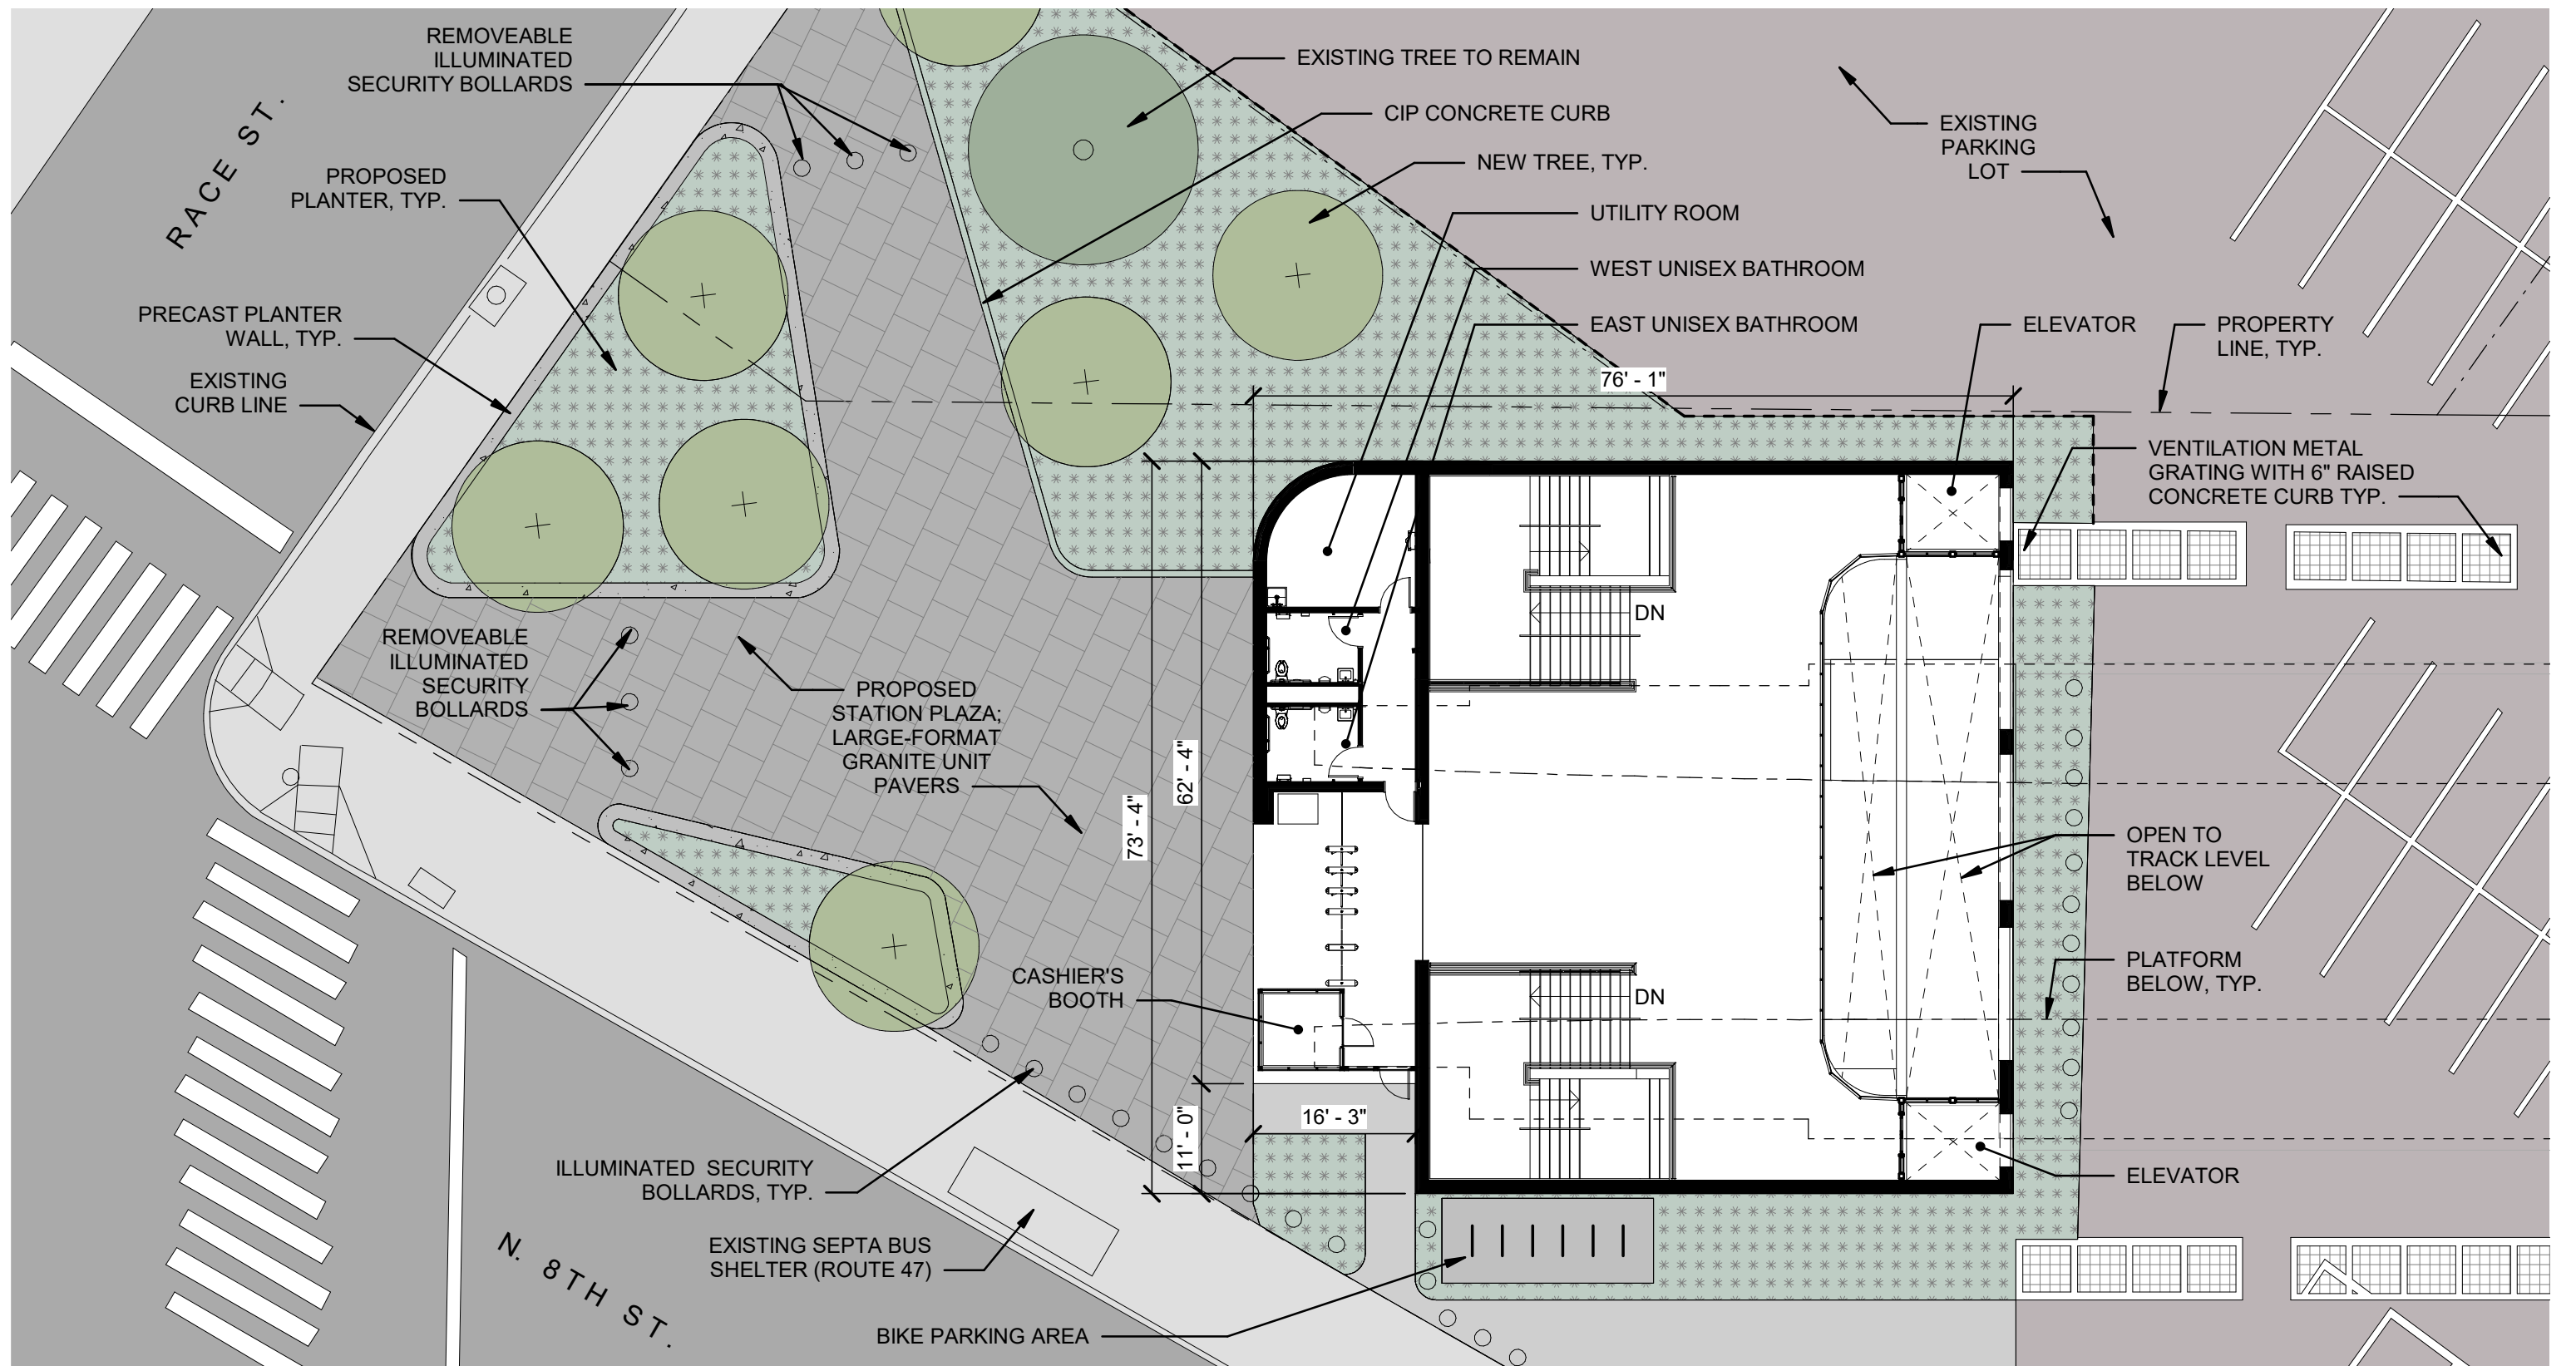 REMOVEABLE
ILLUMINATED
SECURITY BOLLARDS
RACE ST.
PROPOSED
PLANTER, TYP.
PRECAST PLANTER
WALL, TYP.
EXISTING
CURB LINE
EXISTING TREE TO REMAIN
CIP CONCRETE CURB
NEW TREE, TYP.
UTILITY ROOM
WEST UNISEX BATHROOM
EAST UNISEX BATHROOM
EXISTING
PARKING
LOT
ELEVATOR
PROPERTY
LINE, TYP.
76' - 1"
VENTILATION METAL
GRATING WITH 6" RAISED
CONCRETE CURB TYP.
DN
REMOVEABLE
ILLUMINATED
SECURITY
BOLLARDS
PROPOSED
STATION PLAZA;
LARGE-FORMAT
GRANITE UNIT
PAVERS
73' - 4"
62' - 4"
OPEN TO
TRACK LEVEL
BELOW
CASHIER'S
BOOTH
DN
PLATFORM
BELOW, TYP.
11' - 0"
16' - 3"
ILLUMINATED SECURITY
BOLLARDS, TYP.
ELEVATOR
EXISTING SEPTA BUS
SHELTER (ROUTE 47)
N. 8TH ST.
BIKE PARKING AREA